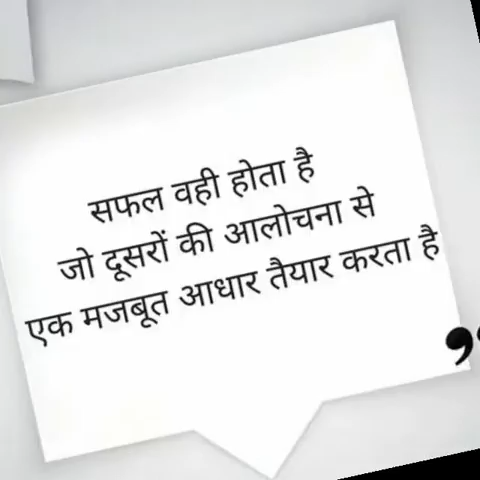 सफल वही होता है
जो दूसरों की आलोचना से
एक मजबूत आधार तैयार करता है